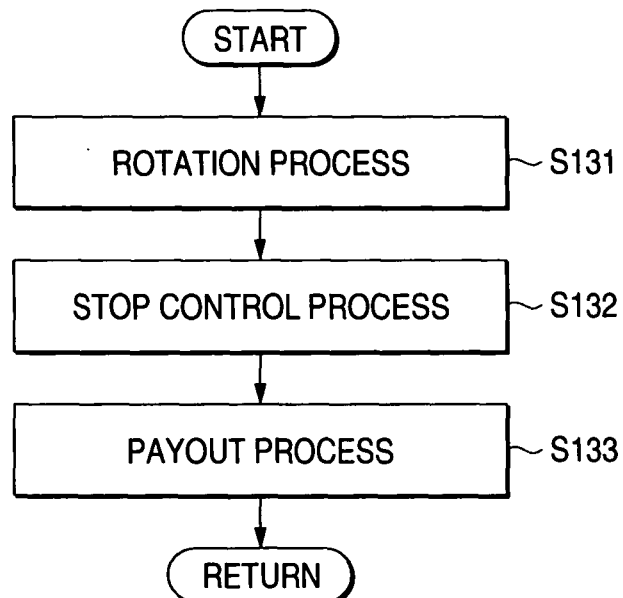 START
ROTATION PROCESS
S131
STOP CONTROL PROCESS
S132
PAYOUT PROCESS
S133
RETURN